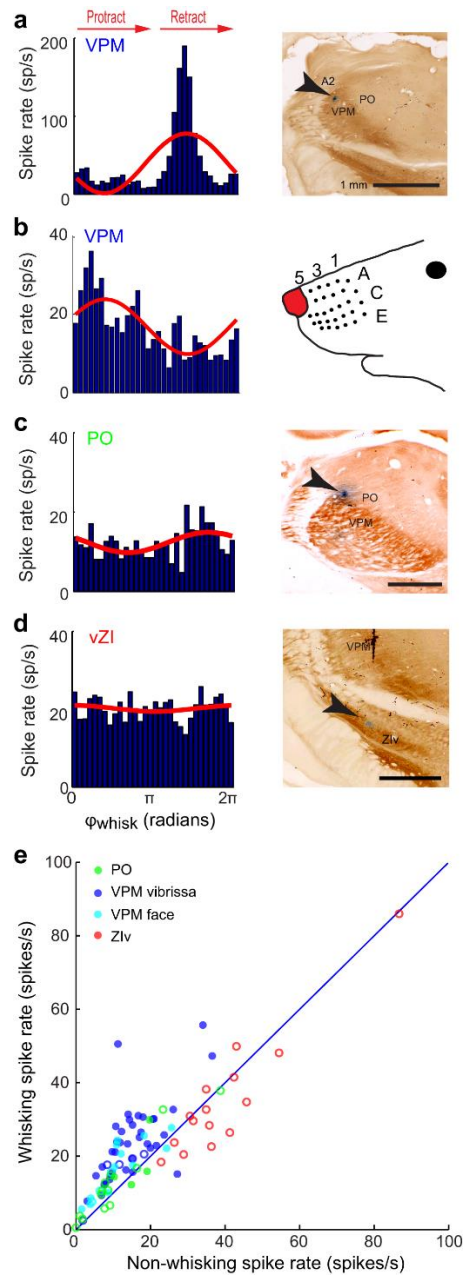 a
Protract Retract
VPM
200
100
0
Spike rate (sp/s)
A2
PO
VPM
1 mm
b
VPM
40
20
0
Spike rate (sp/s)
5 3 1
A
C
E
c
PO
40
20
0
Spike rate (sp/s)
PO
VPM
d
vZI
40
20
0
Spike rate (sp/s)
0 π 2π
φwhisk (radians)
VPM
ZIv
e
PO
VPM vibrissa
VPM face
ZIv
100
80
60
40
20
0
Whisking spike rate (spikes/s)
0 20 40 60 80 100
Non-whisking spike rate (spikes/s)